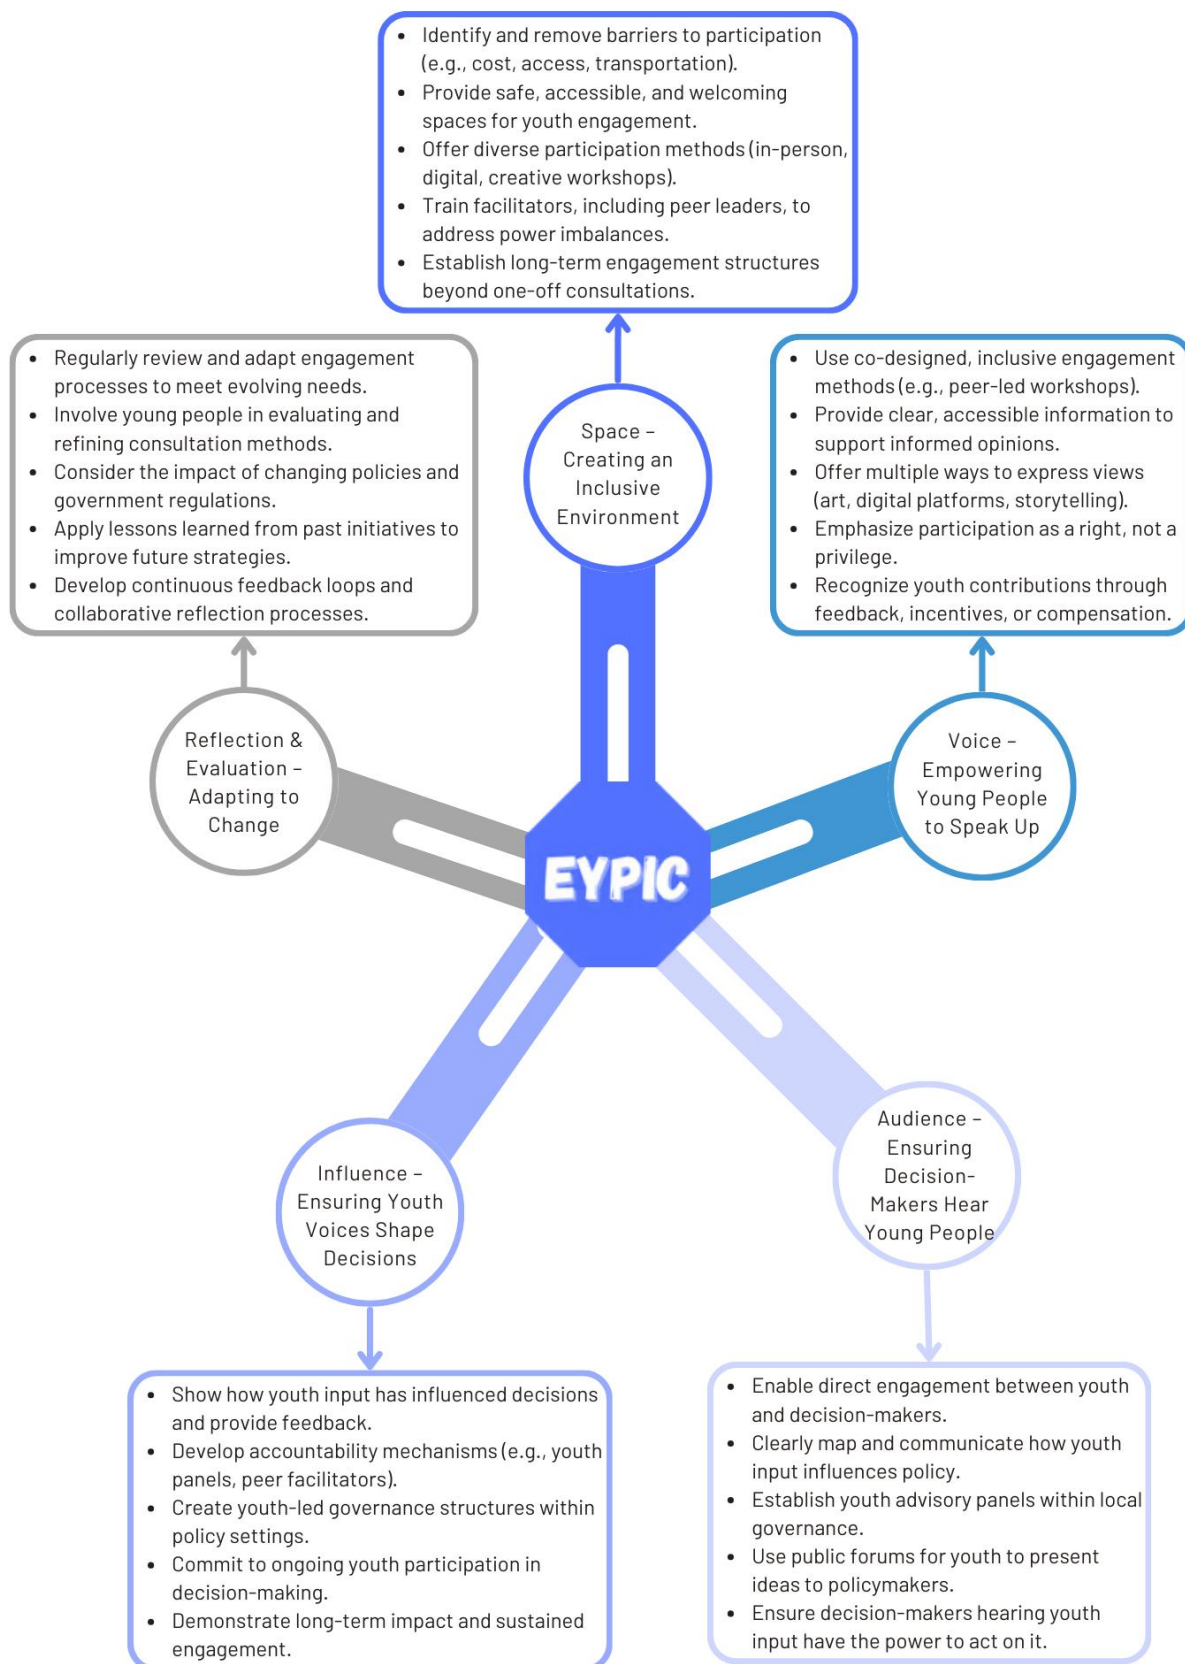 • Identify and remove barriers to participation
(e.g., cost, access, transportation).
• Provide safe, accessible, and welcoming
spaces for youth engagement.
• Offer diverse participation methods (in-person,
digital, creative workshops).
• Train facilitators, including peer leaders, to
address power imbalances.
• Establish long-term engagement structures
beyond one-off consultations.
• Regularly review and adapt engagement
processes to meet evolving needs.
• Involve young people in evaluating and
refining consultation methods.
• Consider the impact of changing policies and
government regulations.
• Apply lessons learned from past initiatives to
improve future strategies.
• Develop continuous feedback loops and
collaborative reflection processes.
Space –
Creating an
Inclusive
Environment
• Use co-designed, inclusive engagement
methods (e.g., peer-led workshops).
• Provide clear, accessible information to
support informed opinions.
• Offer multiple ways to express views
(art, digital platforms, storytelling).
• Emphasize participation as a right, not a
privilege.
• Recognize youth contributions through
feedback, incentives, or compensation.
Reflection &
Evaluation –
Adapting to
Change
Voice –
Empowering
Young People
to Speak Up
EYPIC
Influence –
Ensuring Youth
Voices Shape
Decisions
Audience –
Ensuring
Decision-
Makers Hear
Young People
• Show how youth input has influenced decisions
and provide feedback.
• Develop accountability mechanisms (e.g., youth
panels, peer facilitators).
• Create youth-led governance structures within
policy settings.
• Commit to ongoing youth participation in
decision-making.
• Demonstrate long-term impact and sustained
engagement.
• Enable direct engagement between youth
and decision-makers.
• Clearly map and communicate how youth
input influences policy.
• Establish youth advisory panels within local
governance.
• Use public forums for youth to present
ideas to policymakers.
• Ensure decision-makers hearing youth
input have the power to act on it.